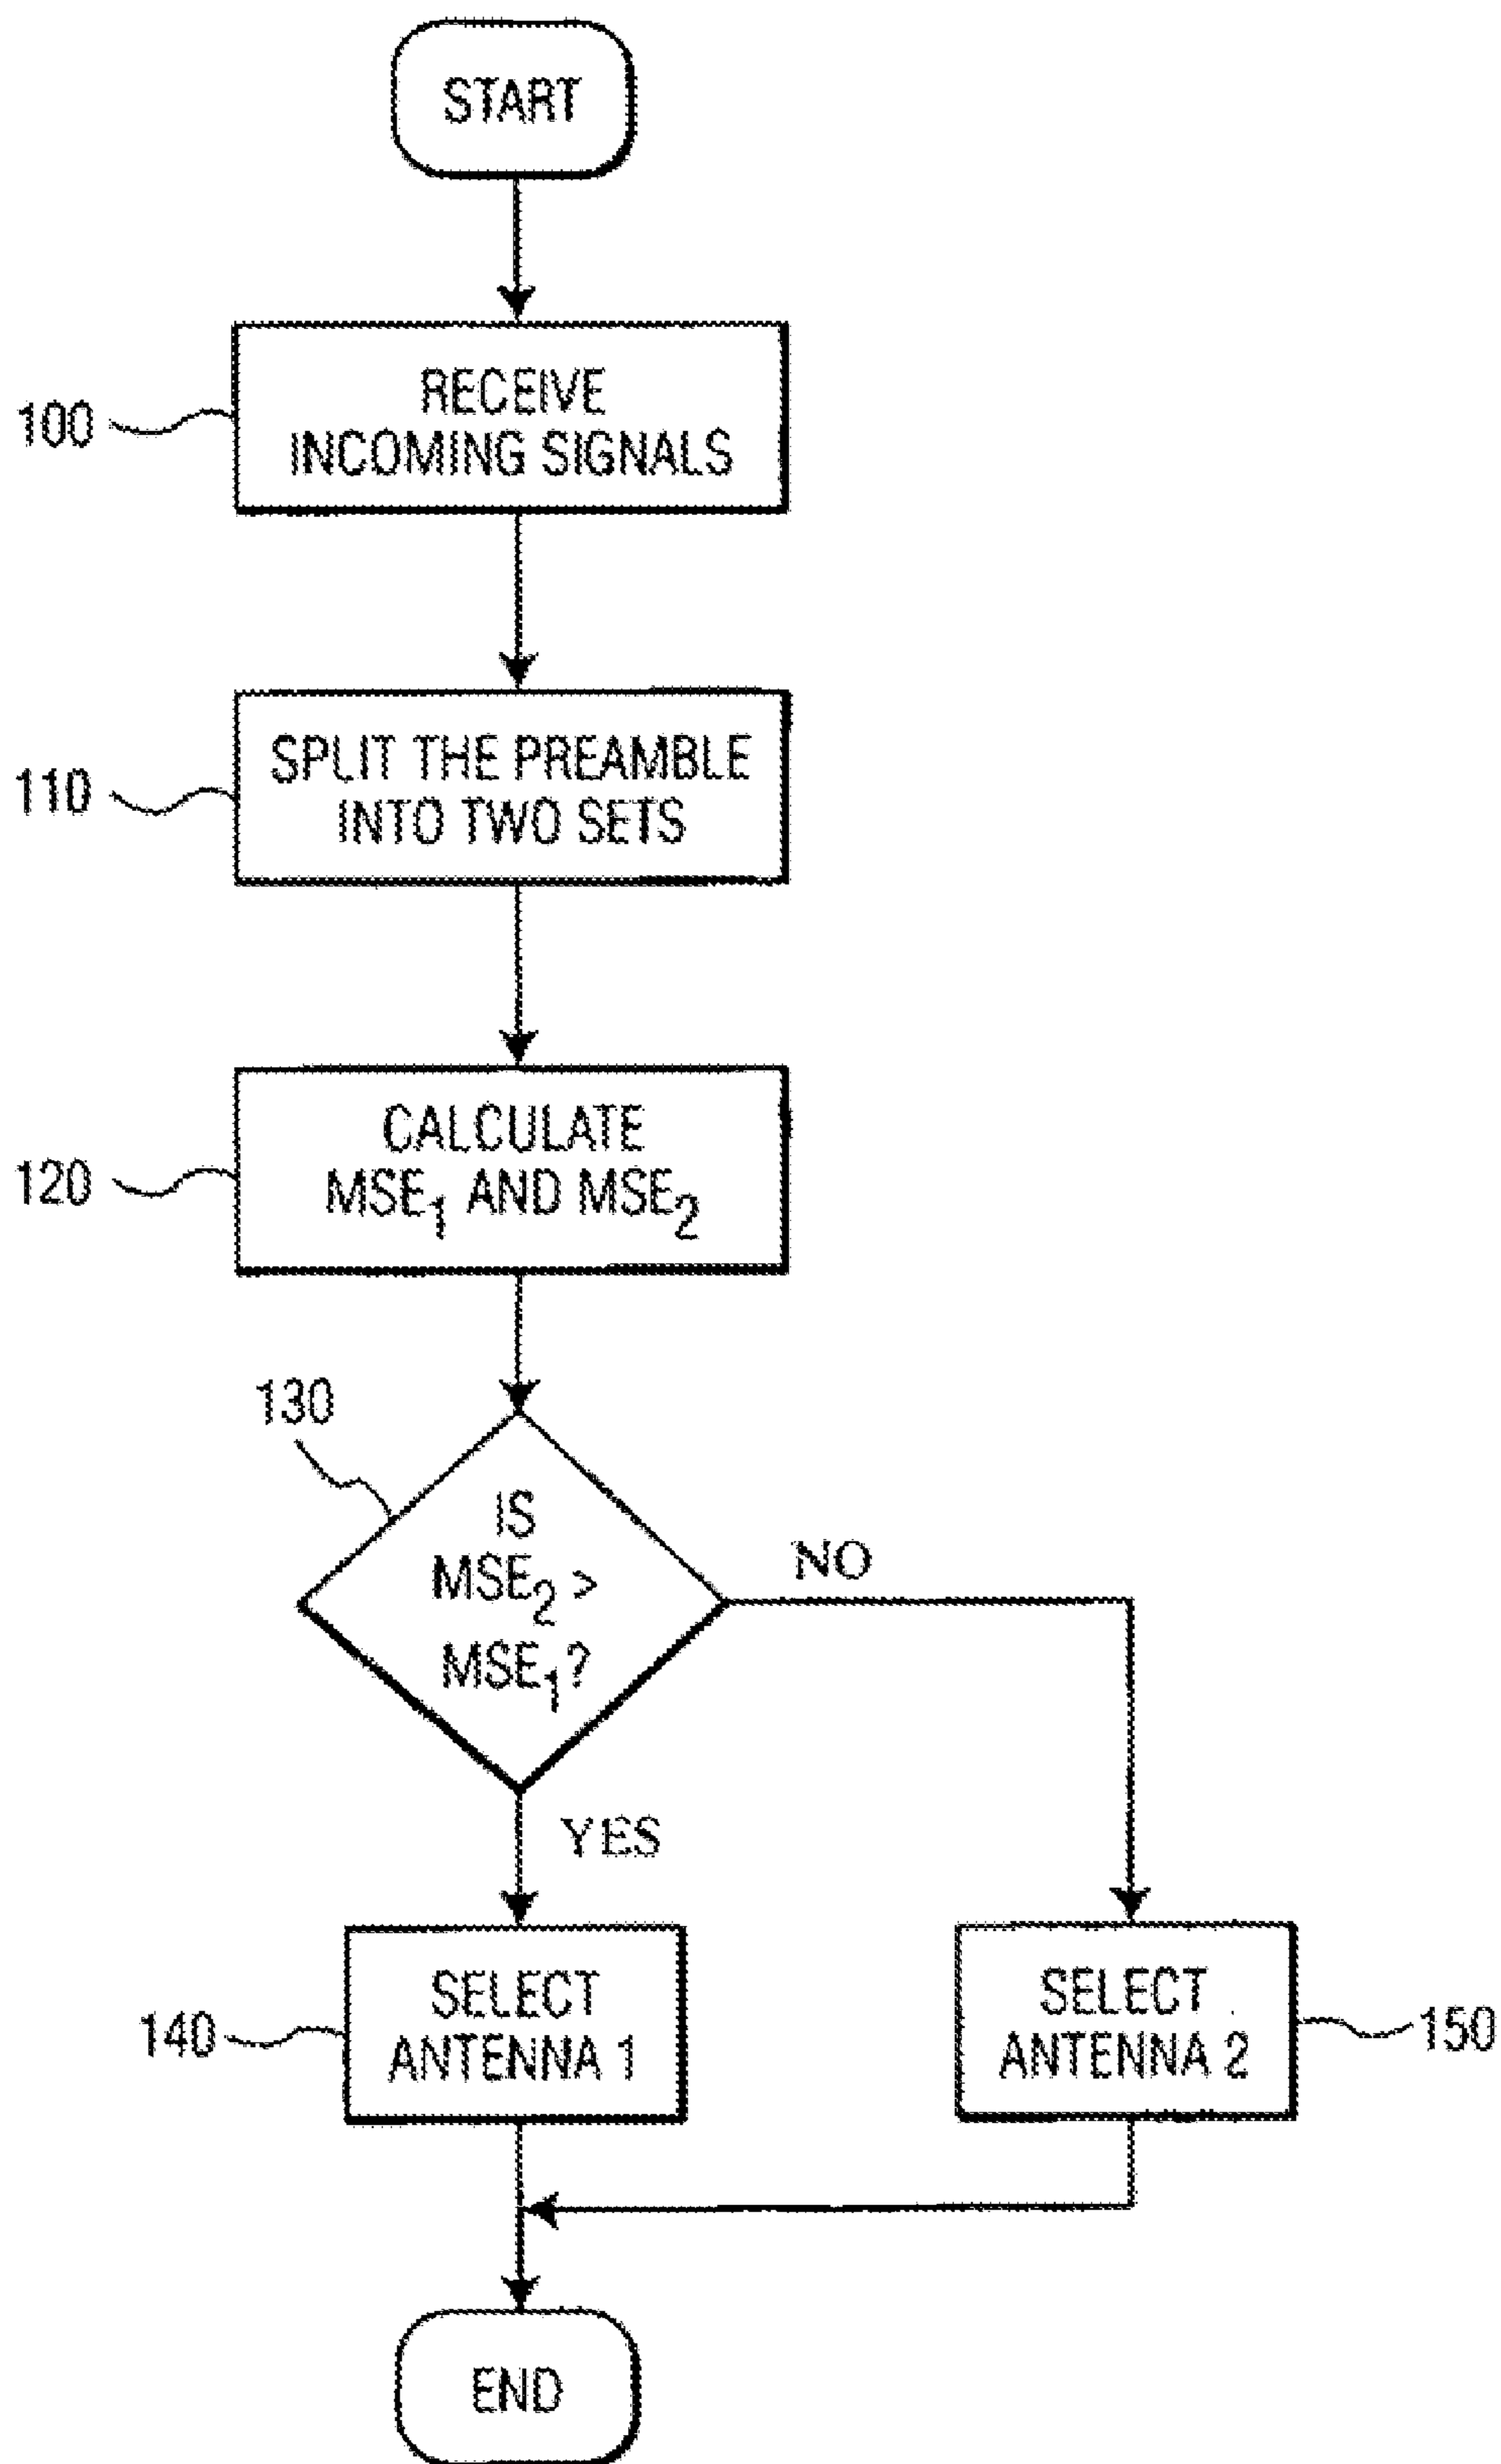 START
100
RECEIVE
INCOMING SIGNALS
110
SPLIT THE PREAMBLE
INTO TWO SETS
120
CALCULATE
MSE₁ AND MSE₂
130
IS
MSE₂ >
MSE₁?
NO
YES
140
SELECT
ANTENNA 1
SELECT
ANTENNA 2
150
END